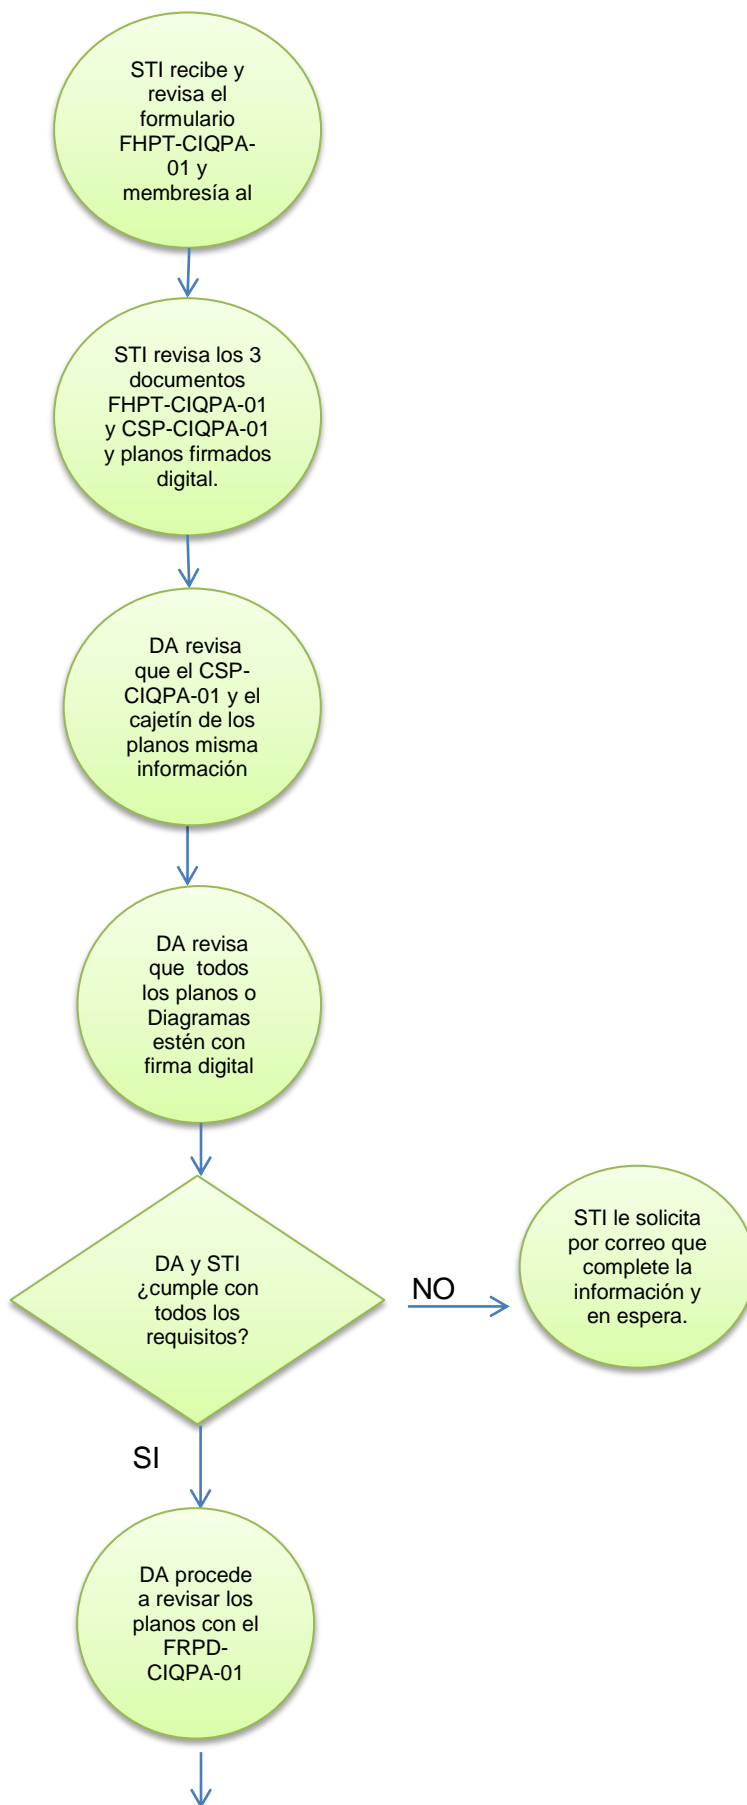 STI recibe y
revisa el
formulario
FHPT-CIQPA-
01 y
membresía al
STI revisa los 3
documentos
FHPT-CIQPA-01
y CSP-CIQPA-01
y planos firmados
digital.
DA revisa
que el CSP-
CIQPA-01 y el
cajetín de los
planos misma
información
DA revisa
que todos
los planos o
Diagramas
estén con
firma digital
DA y STI
¿cumple con
todos los
requisitos?
NO
STI le solicita
por correo que
complete la
información y
en espera.
SI
DA procede
a revisar los
planos con el
FRPD-
CIQPA-01